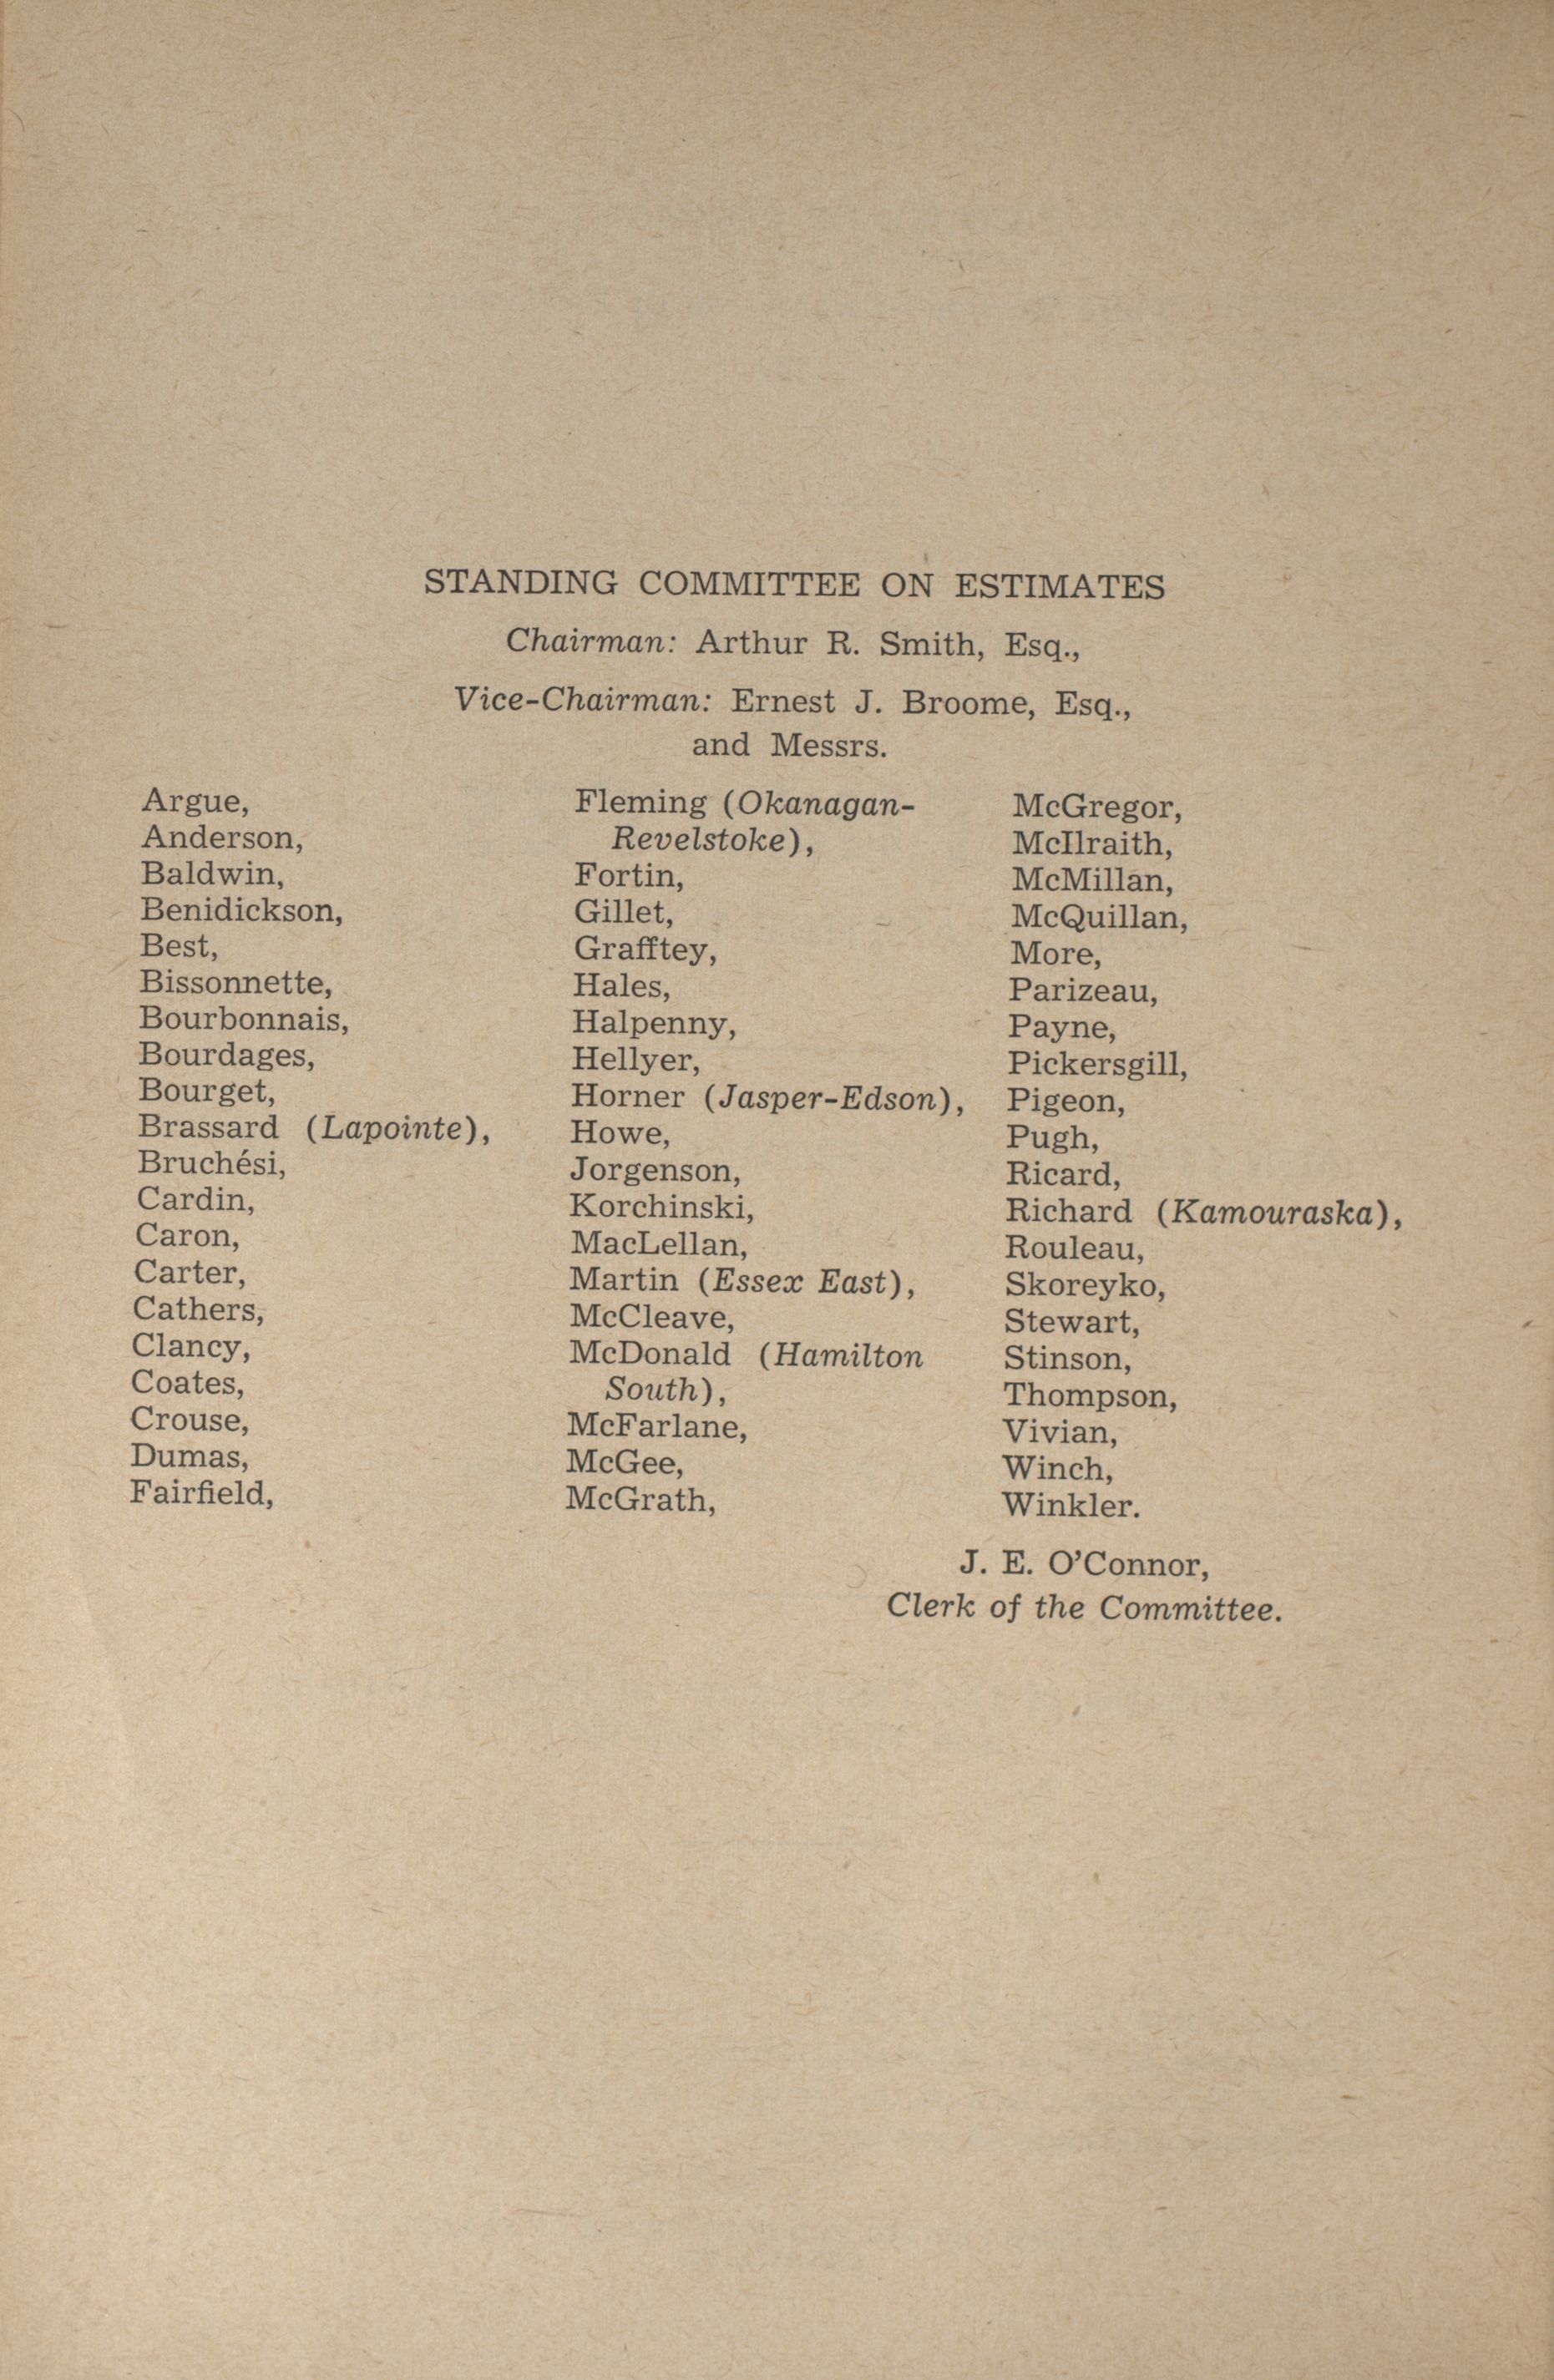 STANDING COMMITTEE ON ESTIMATES
Chairman: Arthur R. Smith, Esq.,
Vice-Chairman: Ernest J. Broome, Esq.,
and Messrs.
Argue,
Anderson,
Baldwin,
Benidickson,
Best,
Bissonnette,
Bourbonnais,
Bourdages,
Bourget,
Brassard (Lapointe),
Bruchési,
Cardin,
Caron,
Carter,
Cathers,
Clancy,
Coates,
Crouse,
Dumas,
Fairfield,
Fleming (Okanagan-
Revelstoke),
Fortin,
Gillet,
Grafftey,
Hales,
Halpenny,
Hellyer,
Horner (Jasper-Edson),
Howe,
Jorgenson,
Korchinski,
MacLellan,
Martin (Essex East),
McCleave,
McDonald (Hamilton
South),
McFarlane,
McGee,
McGrath,
McGregor,
McIlraith,
McMillan,
McQuillan,
More,
Parizeau,
Payne,
Pickersgill,
Pigeon,
Pugh,
Ricard,
Richard (Kamouraska),
Rouleau,
Skoreyko,
Stewart,
Stinson,
Thompson,
Vivian,
Winch,
Winkler.
J. E. O'Connor,
Clerk of the Committee.